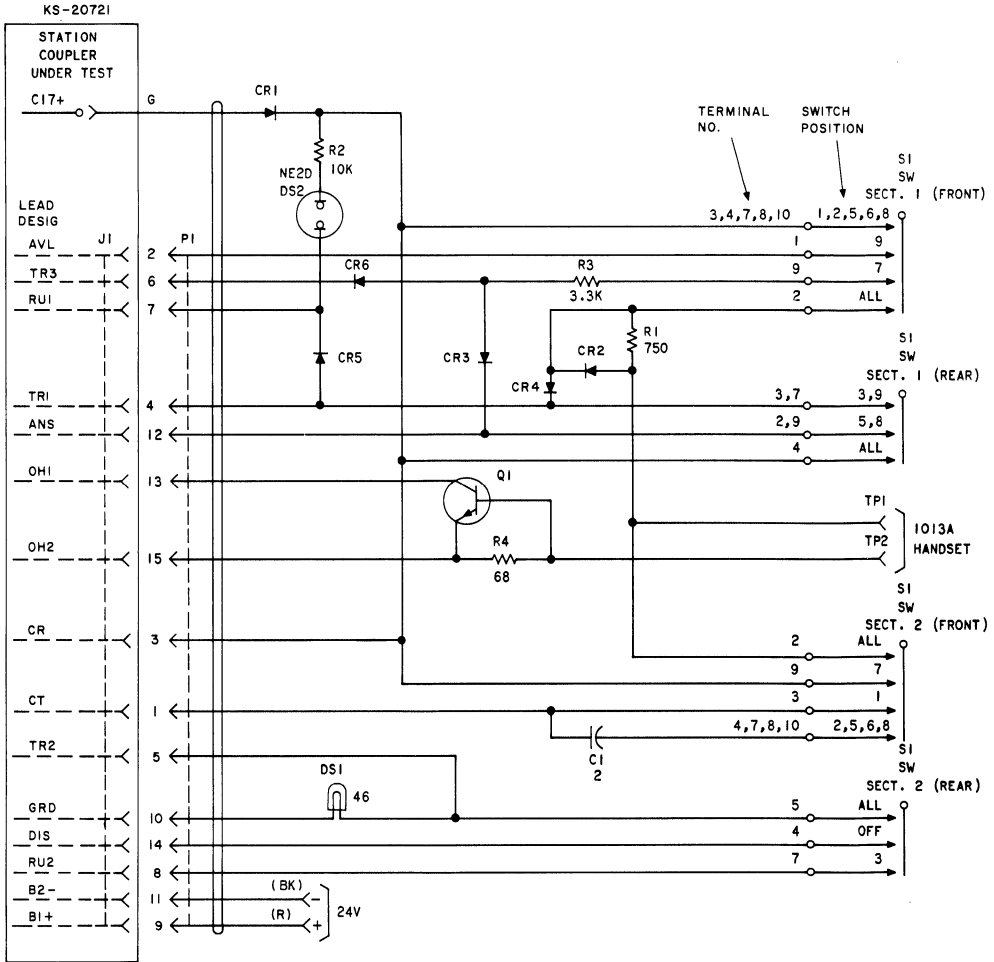 KS-20721
STATION
COUPLER
UNDER TEST
C17+
G
CR1
R2
10K
NE2D
DS2
TERMINAL
NO.
SWITCH
POSITION
S1
SW
SECT. 1 (FRONT)
3,4,7,8,10 1,2,5,6,8
LEAD
DESIG
J1 P1
AVL 2 1 9
TR3 6 CR6 R3 3.3K 9 7
RU1 7 2 ALL
R1
750
CR5 CR3 CR2 CR4
S1
SW
SECT. 1 (REAR)
TR1 4 3,7 3,9
ANS 12 2,9 5,8
4 ALL
OH1 13 Q1
TP1
TP2
1013A
HANDSET
OH2 15 R4 68
S1
SW
SECT. 2 (FRONT)
CR 3 2 ALL
9 7
CT 1 3 1
C1
2
4,7,8,10 2,5,6,8
TR2 5
S1
SW
SECT. 2 (REAR)
DS1 46
GRD 10 5 ALL
DIS 14 4 OFF
RU2 8 7 3
B2- 11 (BK) -
B1+ 9 (R) +
24V